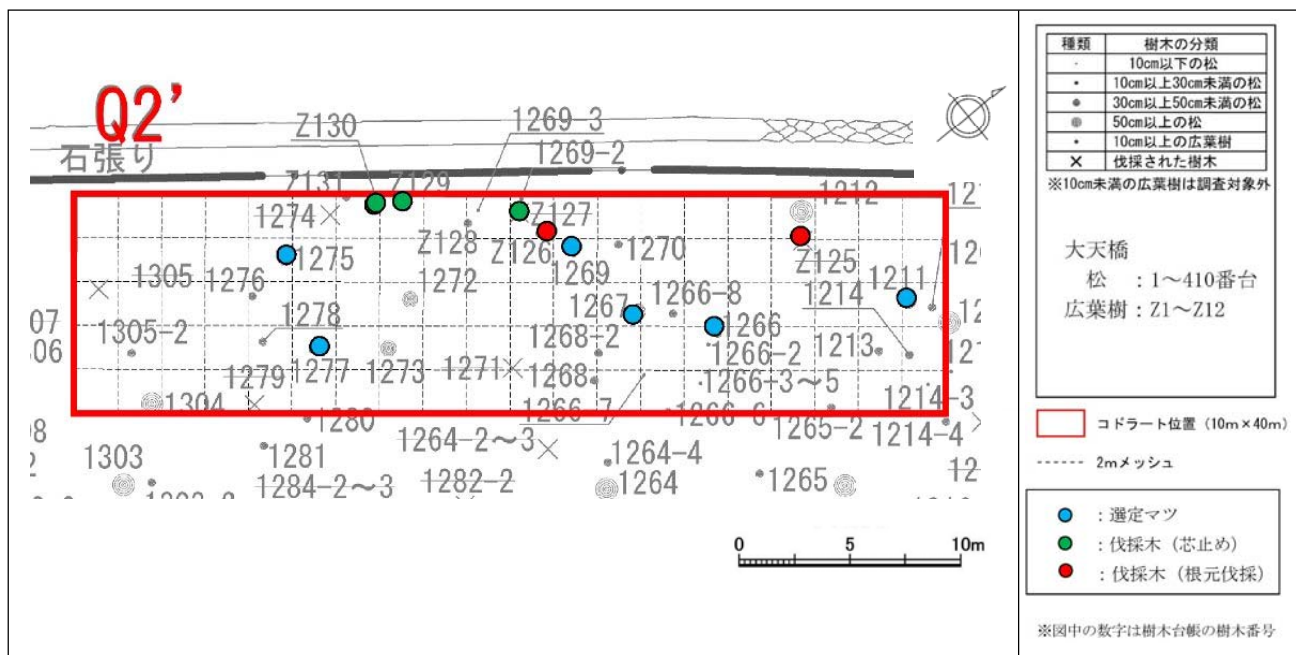 Q2’
石張り
Z130
1269-3
1269-2
Z131
Z129
1212
1274
Z127
Z128
Z126
1270
Z125
1275
1269
1211
1305
1276
1272
1267
1266-8
1214
1278
1266
07
1305-2
1268-2
1266-2
1213
06
1279
1277
1273
1271
1268
1266-3～5
1304
1266-7
1266-6
1214-3
1280
1264-2～3
1265-2
1214-4
1303
1281
1264-4
1284-2～3
1282-2
1264
1265
0 5 10m
種類 樹木の分類
10cm以下の松
10cm以上30cm未満の松
30cm以上50cm未満の松
50cm以上の松
10cm以上の広葉樹
× 伐採された樹木
※10cm未満の広葉樹は調査対象外
大天橋
松 ：1～410番台
広葉樹：Z1～Z12
コドラート位置（10m×40m）
2mメッシュ
：選定マツ
：伐採木（芯止め）
：伐採木（根元伐採）
※図中の数字は樹木台帳の樹木番号